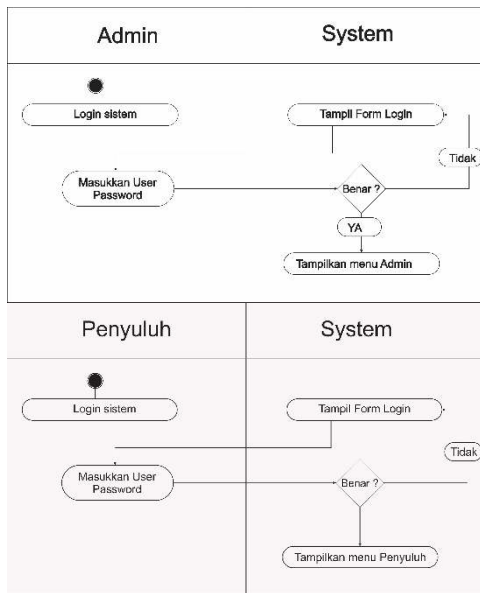 Admin
System
Login sistem
Tampil Form Login
Tidak
Masukkan User
Password
Benar ?
YA
Tampilkan menu Admin
Penyuluh
System
Login sistem
Tampil Form Login
Tidak
Masukkan User
Password
Benar ?
Tampilkan menu Penyuluh